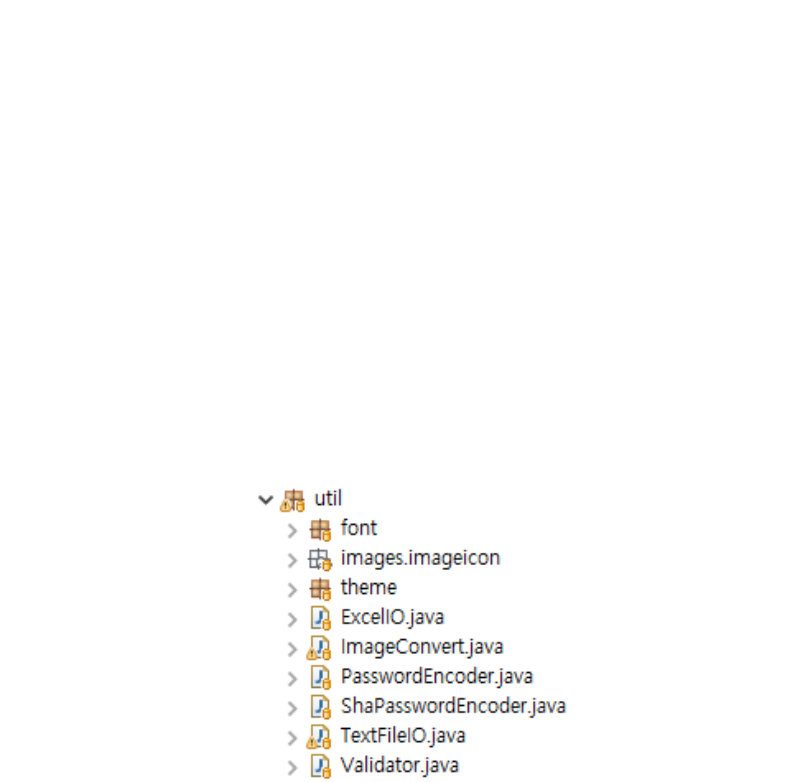 util
font
images.imageicon
theme
ExcelIO.java
ImageConvert.java
PasswordEncoder.java
ShaPasswordEncoder.java
TextFileIO.java
Validator.java